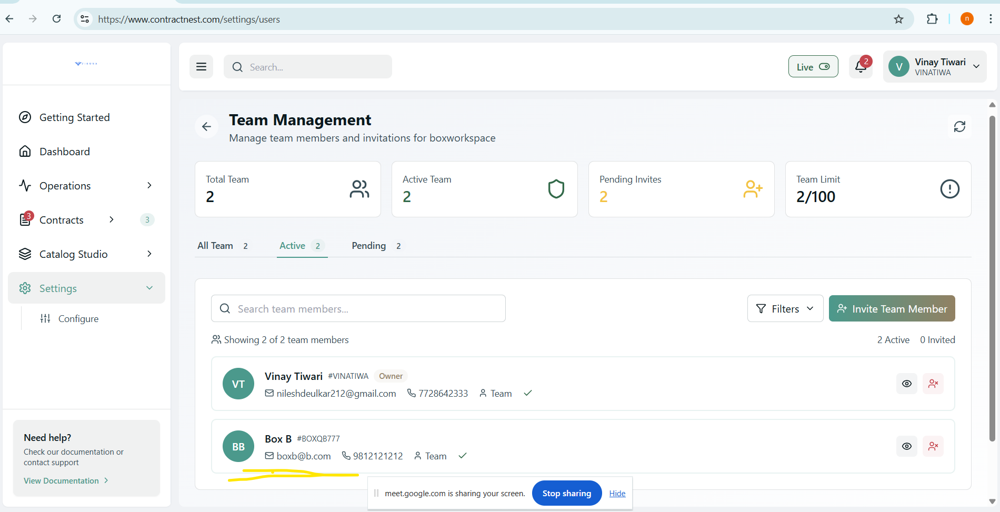 https://www.contractnest.com/settings/users
n
VIKUNA
Search...
Live
2
V
Vinay Tiwari
VINATIWA
Getting Started
Dashboard
Operations
3
Contracts
3
Catalog Studio
Settings
Configure
Need help?
Check our documentation or
contact support
View Documentation
Team Management
Manage team members and invitations for boxworkspace
Total Team
2
Active Team
2
Pending Invites
2
Team Limit
2/100
All Team 2
Active 2
Pending 2
Search team members...
Filters
Invite Team Member
Showing 2 of 2 team members
2 Active 0 Invited
VT
Vinay Tiwari #VINATIWA Owner
nileshdeulkar212@gmail.com 7728642333 Team
BB
Box B #BOXQB777
boxb@b.com 9812121212 Team
meet.google.com is sharing your screen. Stop sharing Hide